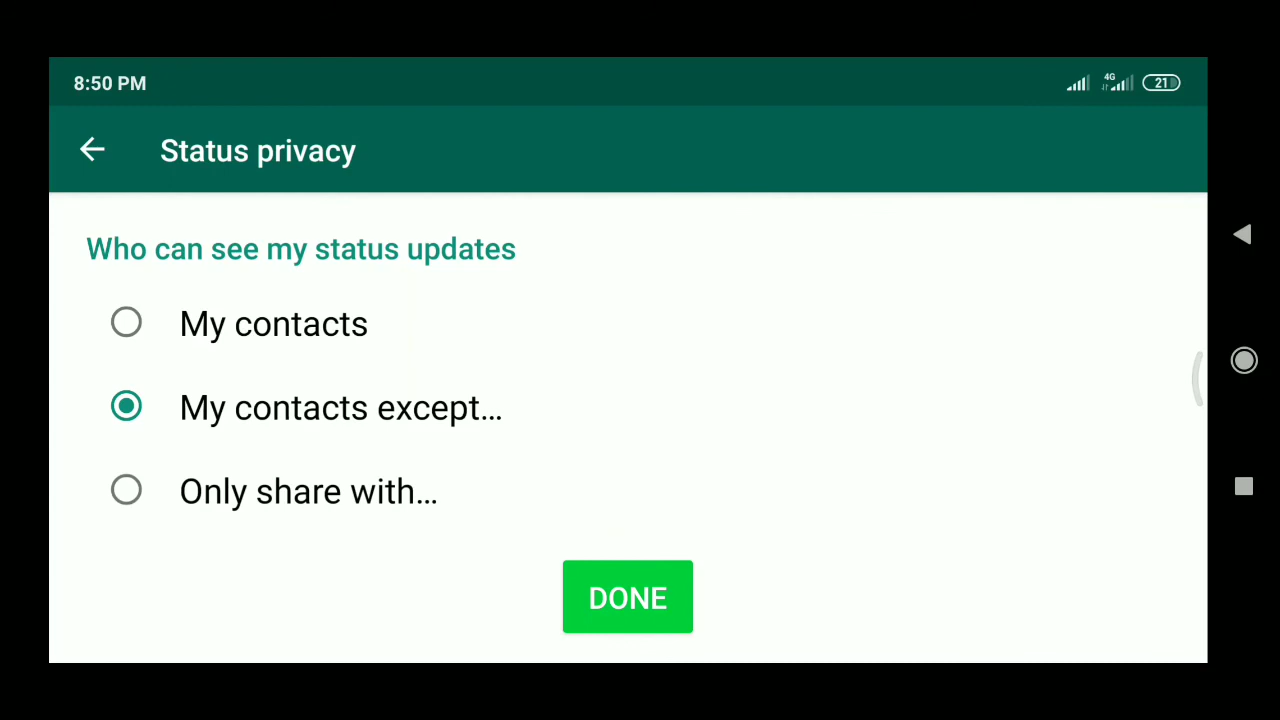 8:50 PM
4G
21
Status privacy
Who can see my status updates
My contacts
My contacts except...
Only share with...
DONE